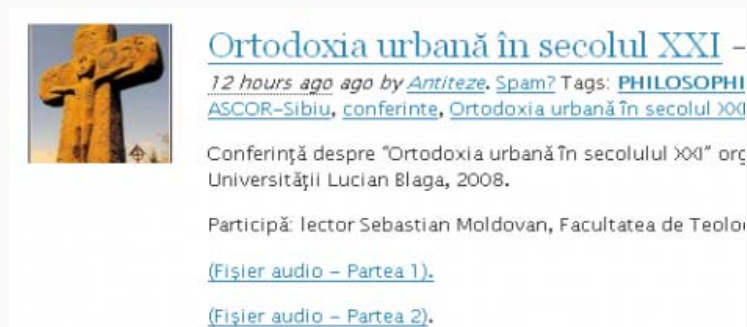 Ortodoxia urbană în secolul XXI –
12 hours ago ago by Antiteze. Spam? Tags: PHILOSOPHI
ASCOR-Sibiu, conferinte, Ortodoxia urbană în secolul XXI
Conferinţă despre "Ortodoxia urbană în secolulul XXI" org
Universităţii Lucian Blaga, 2008.
Participă: lector Sebastian Moldovan, Facultatea de Teolo
(Fişier audio – Partea 1).
(Fişier audio – Partea 2).